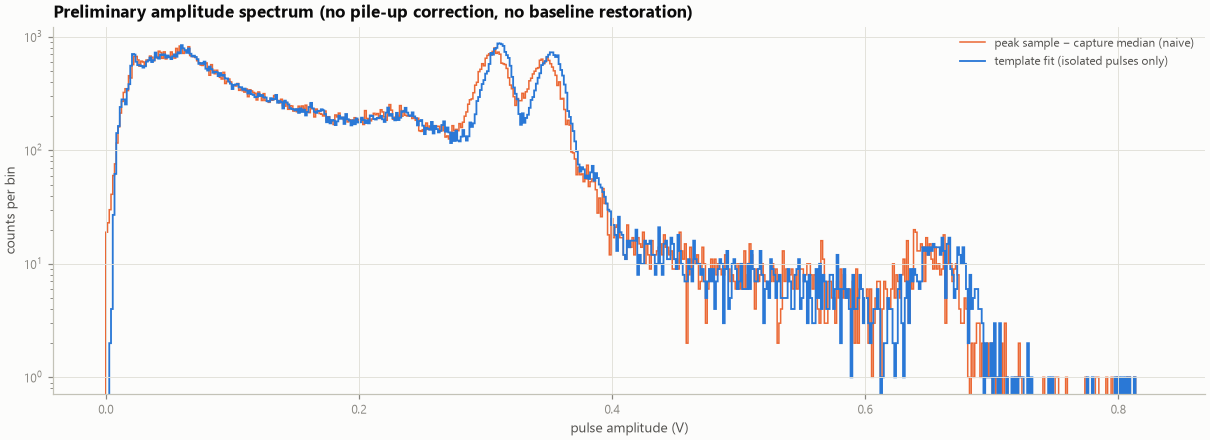 Preliminary amplitude spectrum (no pile-up correction, no baseline restoration)
peak sample − capture median (naive)
template fit (isolated pulses only)
counts per bin
10³
10²
10¹
10⁰
0.0 0.2 0.4 0.6 0.8
pulse amplitude (V)